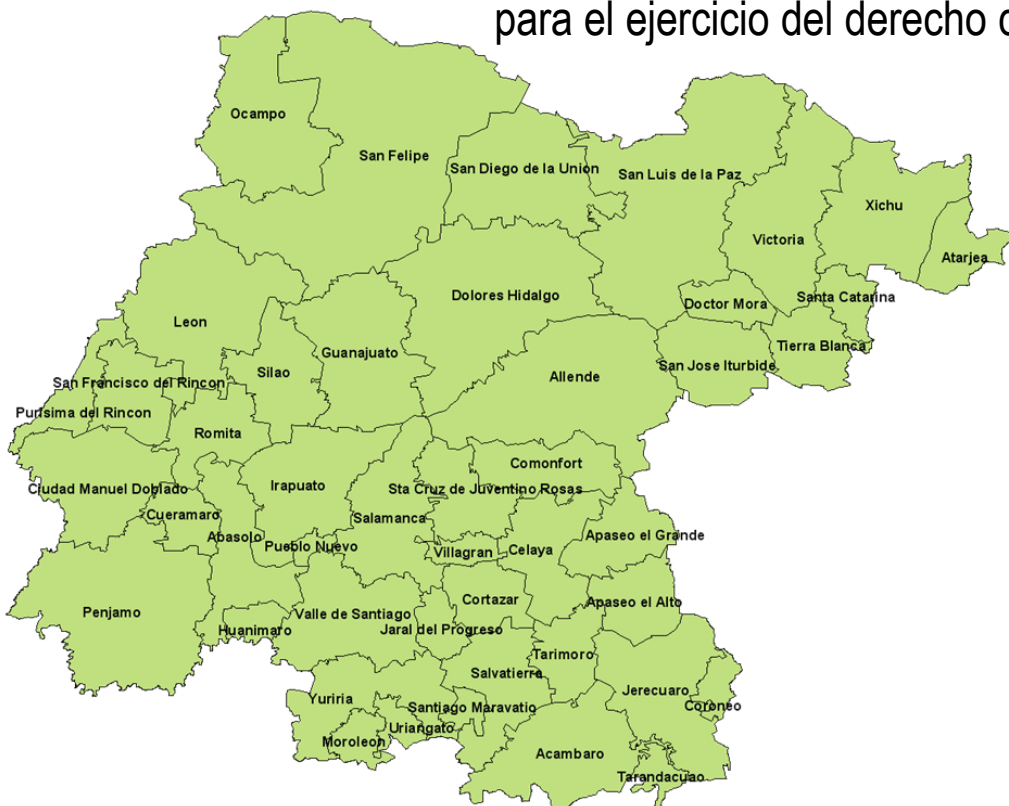 para el ejercicio del derecho
Ocampo
San Felipe
San Diego de la Union
San Luis de la Paz
Xichu
Victoria
Atarjea
Dolores Hidalgo
Doctor Mora
Santa Catarina
Leon
Guanajuato
Silao
Allende
San Jose Iturbide
Tierra Blanca
San Francisco del Rincon
Purisima del Rincon
Romita
Comonfort
Ciudad Manuel Doblado
Irapuato
Sta Cruz de Juventino Rosas
Cueramaro
Salamanca
Abasolo
Pueblo Nuevo
Villagran
Celaya
Apaseo el Grande
Penjamo
Valle de Santiago
Cortazar
Apaseo el Alto
Huanimaro
Jaral del Progreso
Tarimoro
Salvatierra
Yuriria
Santiago Maravatio
Jerecuaro
Coroneo
Uriangato
Moroleon
Acambaro
Tarandacuao